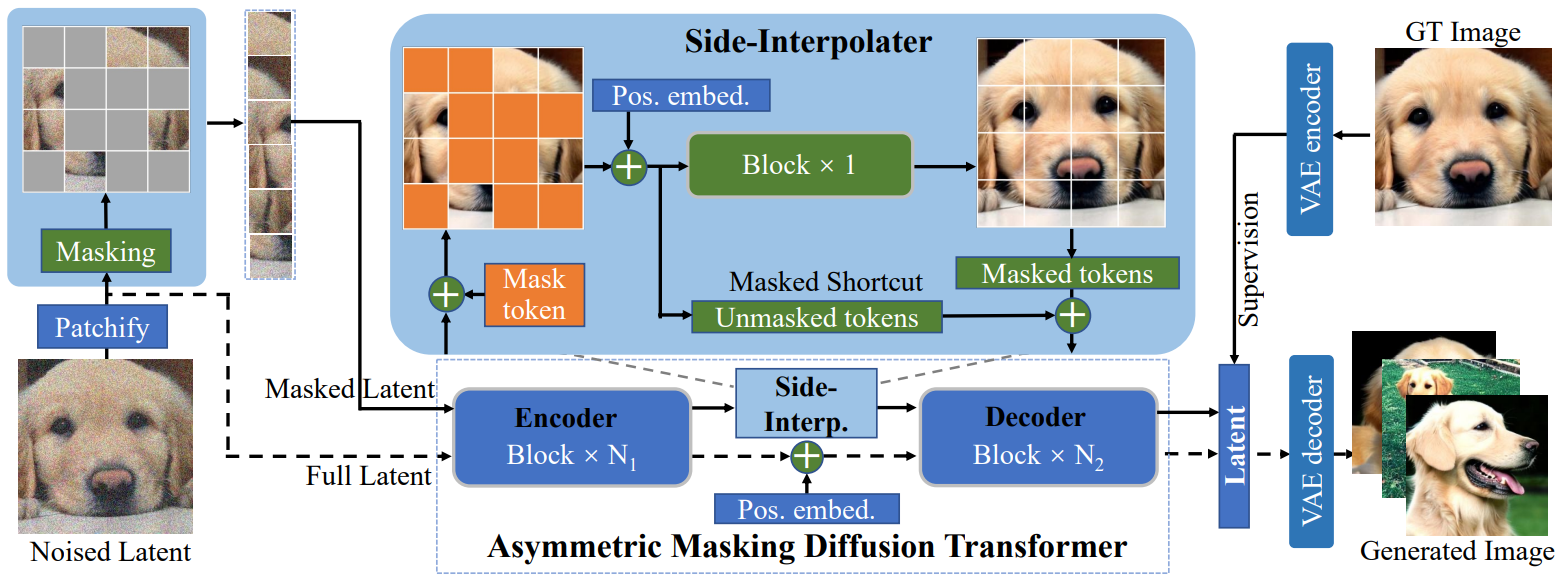 Masking
Patchify
Noised Latent
Masked Latent
Full Latent
Side-Interpolater
Pos. embed.
Block × 1
Mask
token
Masked Shortcut
Unmasked tokens
Masked tokens
Encoder
Block × N₁
Side-
Interp.
Pos. embed.
Decoder
Block × N₂
Asymmetric Masking Diffusion Transformer
GT Image
VAE encoder
Supervision
Latent
VAE decoder
Generated Image